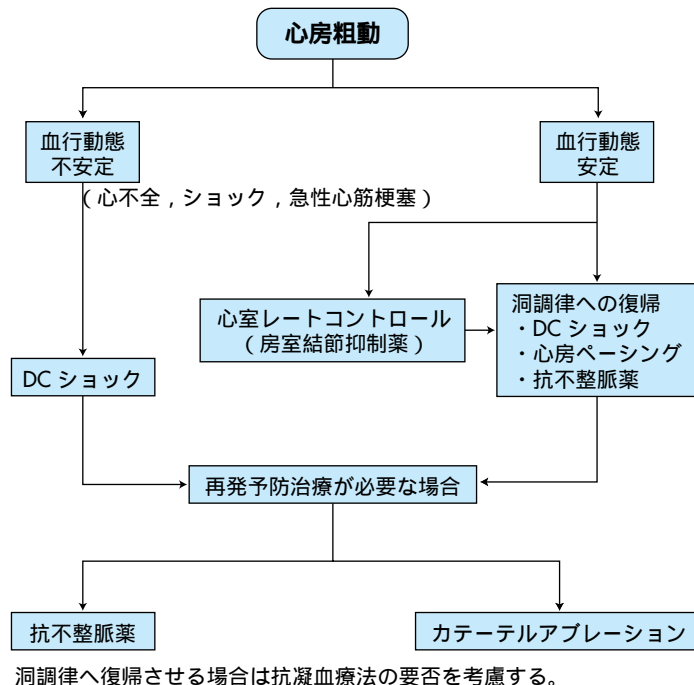 心房粗動
血行動態
不安定
血行動態
安定
（心不全，ショック，急性心筋梗塞）
心室レートコントロール
（房室結節抑制薬）
洞調律への復帰
・DC ショック
・心房ペーシング
・抗不整脈薬
DC ショック
再発予防治療が必要な場合
抗不整脈薬
カテーテルアブレーション
洞調律へ復帰させる場合は抗凝血療法の要否を考慮する。